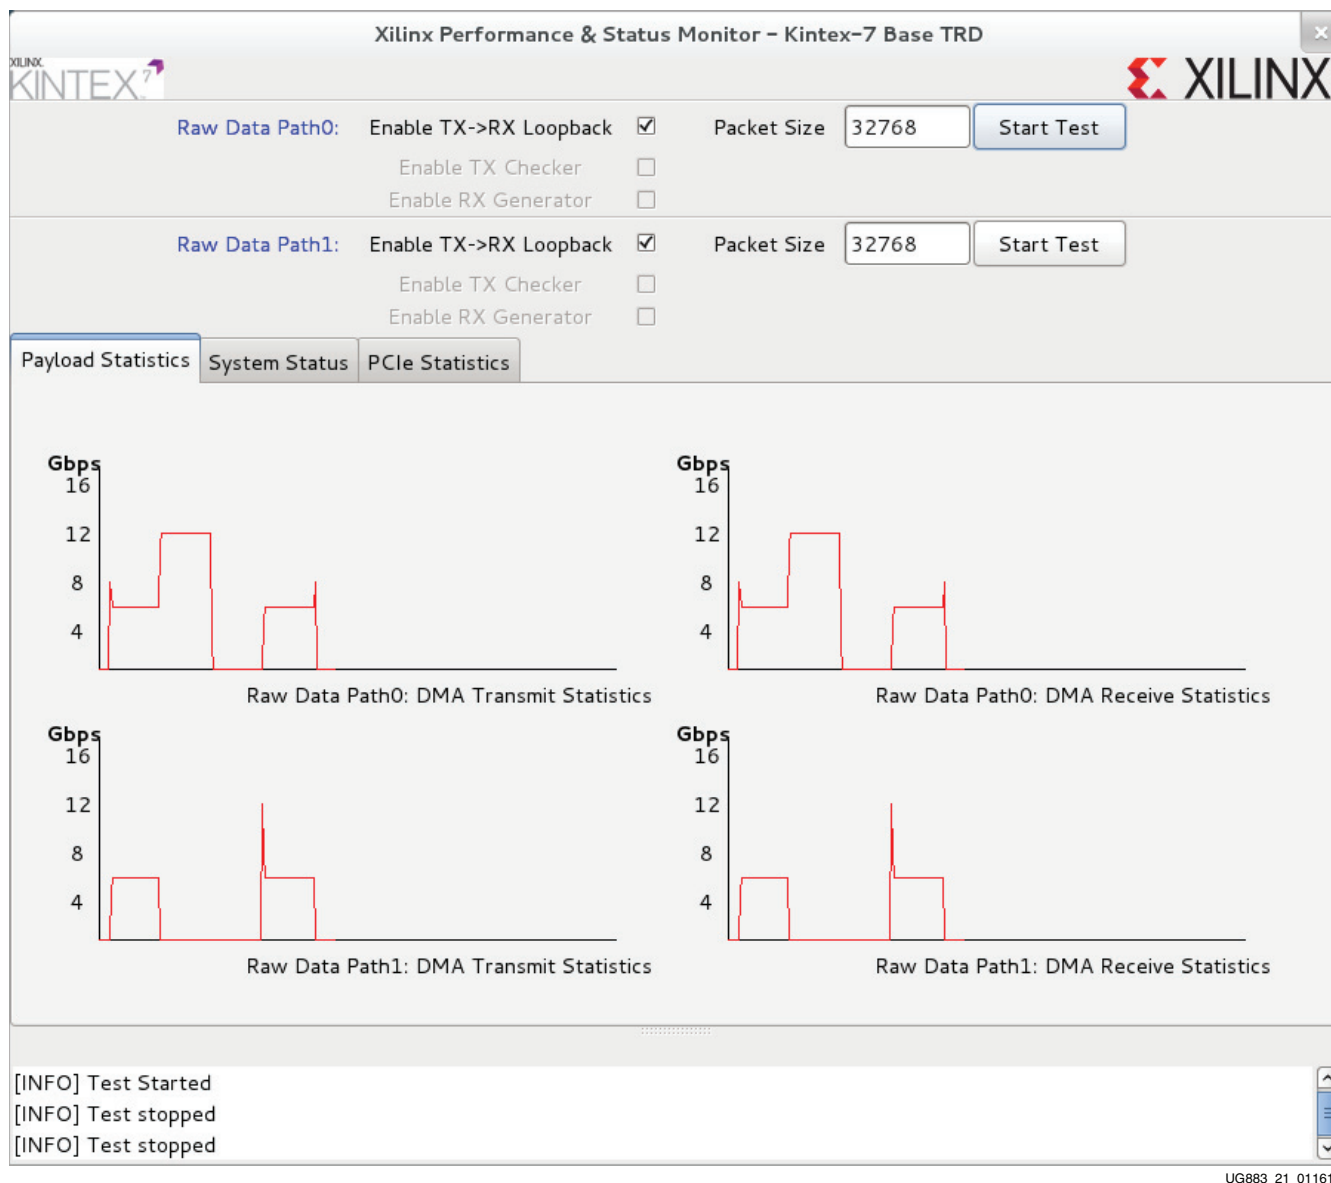 Xilinx Performance & Status Monitor - Kintex-7 Base TRD
XILINX
KINTEX 7
XILINX
Raw Data Path0: Enable TX->RX Loopback Packet Size 32768 Start Test
Enable TX Checker
Enable RX Generator
Raw Data Path1: Enable TX->RX Loopback Packet Size 32768 Start Test
Enable TX Checker
Enable RX Generator
Payload Statistics System Status PCIe Statistics
Gbps
16
12
8
4
Raw Data Path0: DMA Transmit Statistics
Gbps
16
12
8
4
Raw Data Path0: DMA Receive Statistics
Gbps
16
12
8
4
Raw Data Path1: DMA Transmit Statistics
Gbps
16
12
8
4
Raw Data Path1: DMA Receive Statistics
[INFO] Test Started
[INFO] Test stopped
[INFO] Test stopped
UG883_21_01161